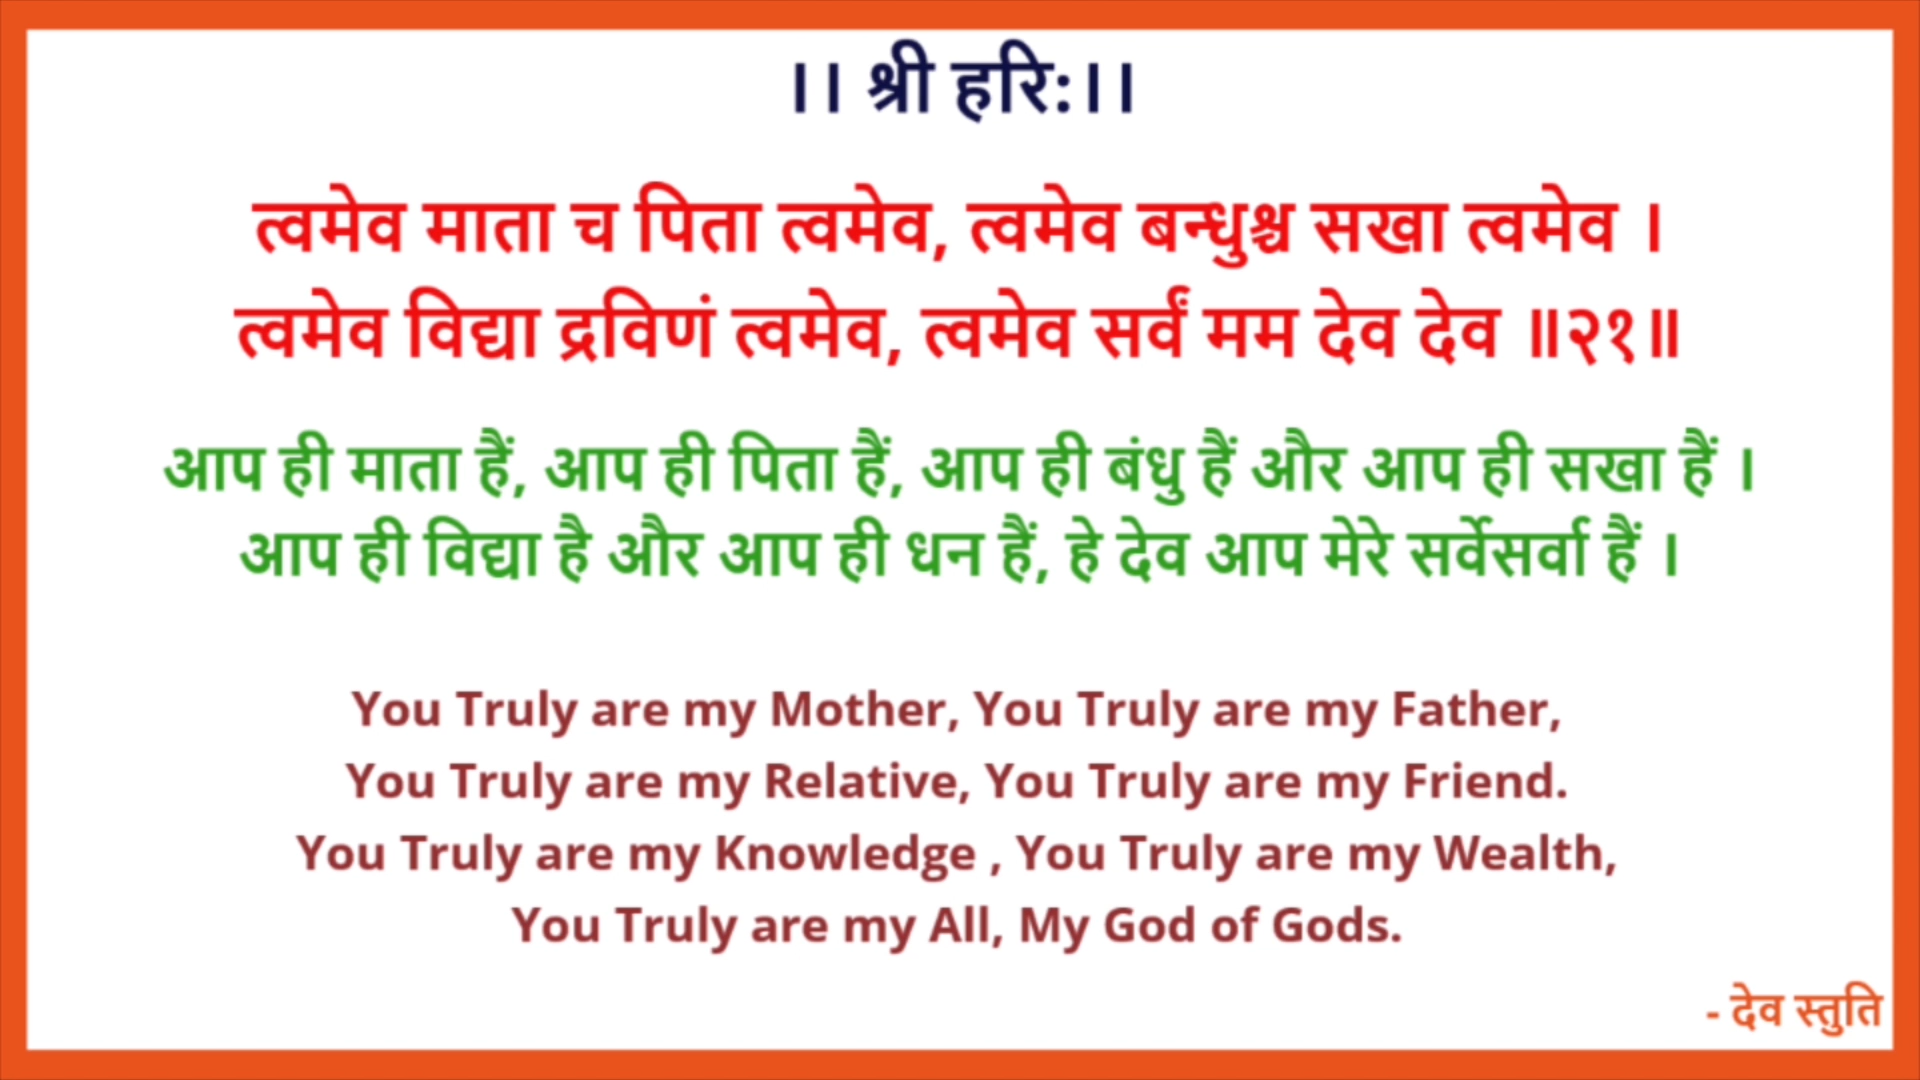 ।। श्री हरि:।।
त्वमेव माता च पिता त्वमेव, त्वमेव बन्धुश्च सखा त्वमेव ।
त्वमेव विद्या द्रविणं त्वमेव, त्वमेव सर्वं मम देव देव ॥२१॥
आप ही माता हैं, आप ही पिता हैं, आप ही बंधु हैं और आप ही सखा हैं ।
आप ही विद्या है और आप ही धन हैं, हे देव आप मेरे सर्वेसर्वा हैं ।
You Truly are my Mother, You Truly are my Father,
You Truly are my Relative, You Truly are my Friend.
You Truly are my Knowledge , You Truly are my Wealth,
You Truly are my All, My God of Gods.
- देव स्तुति